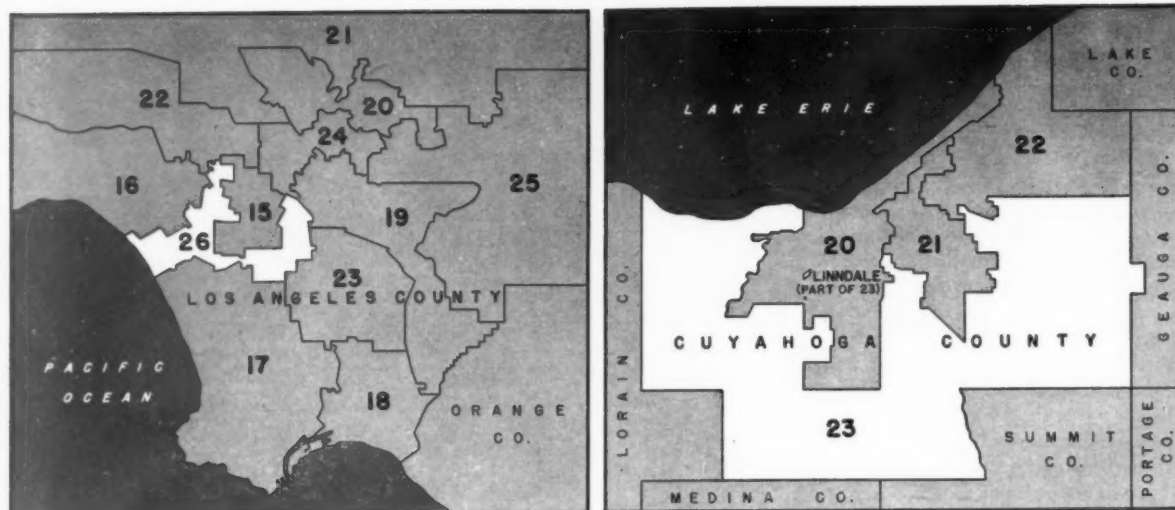 21
22
20
24
16
25
15
19
26
23
LOS ANGELES COUNTY
17
PACIFIC
OCEAN
18
ORANGE
CO.
LAKE
CO.
LAKE ERIE
22
GEAUGA CO.
20
21
LINNDALE
(PART OF 23)
LORAIN CO.
CUYAHOGA COUNTY
23
SUMMIT
CO.
PORTAGE
CO.
MEDINA CO.